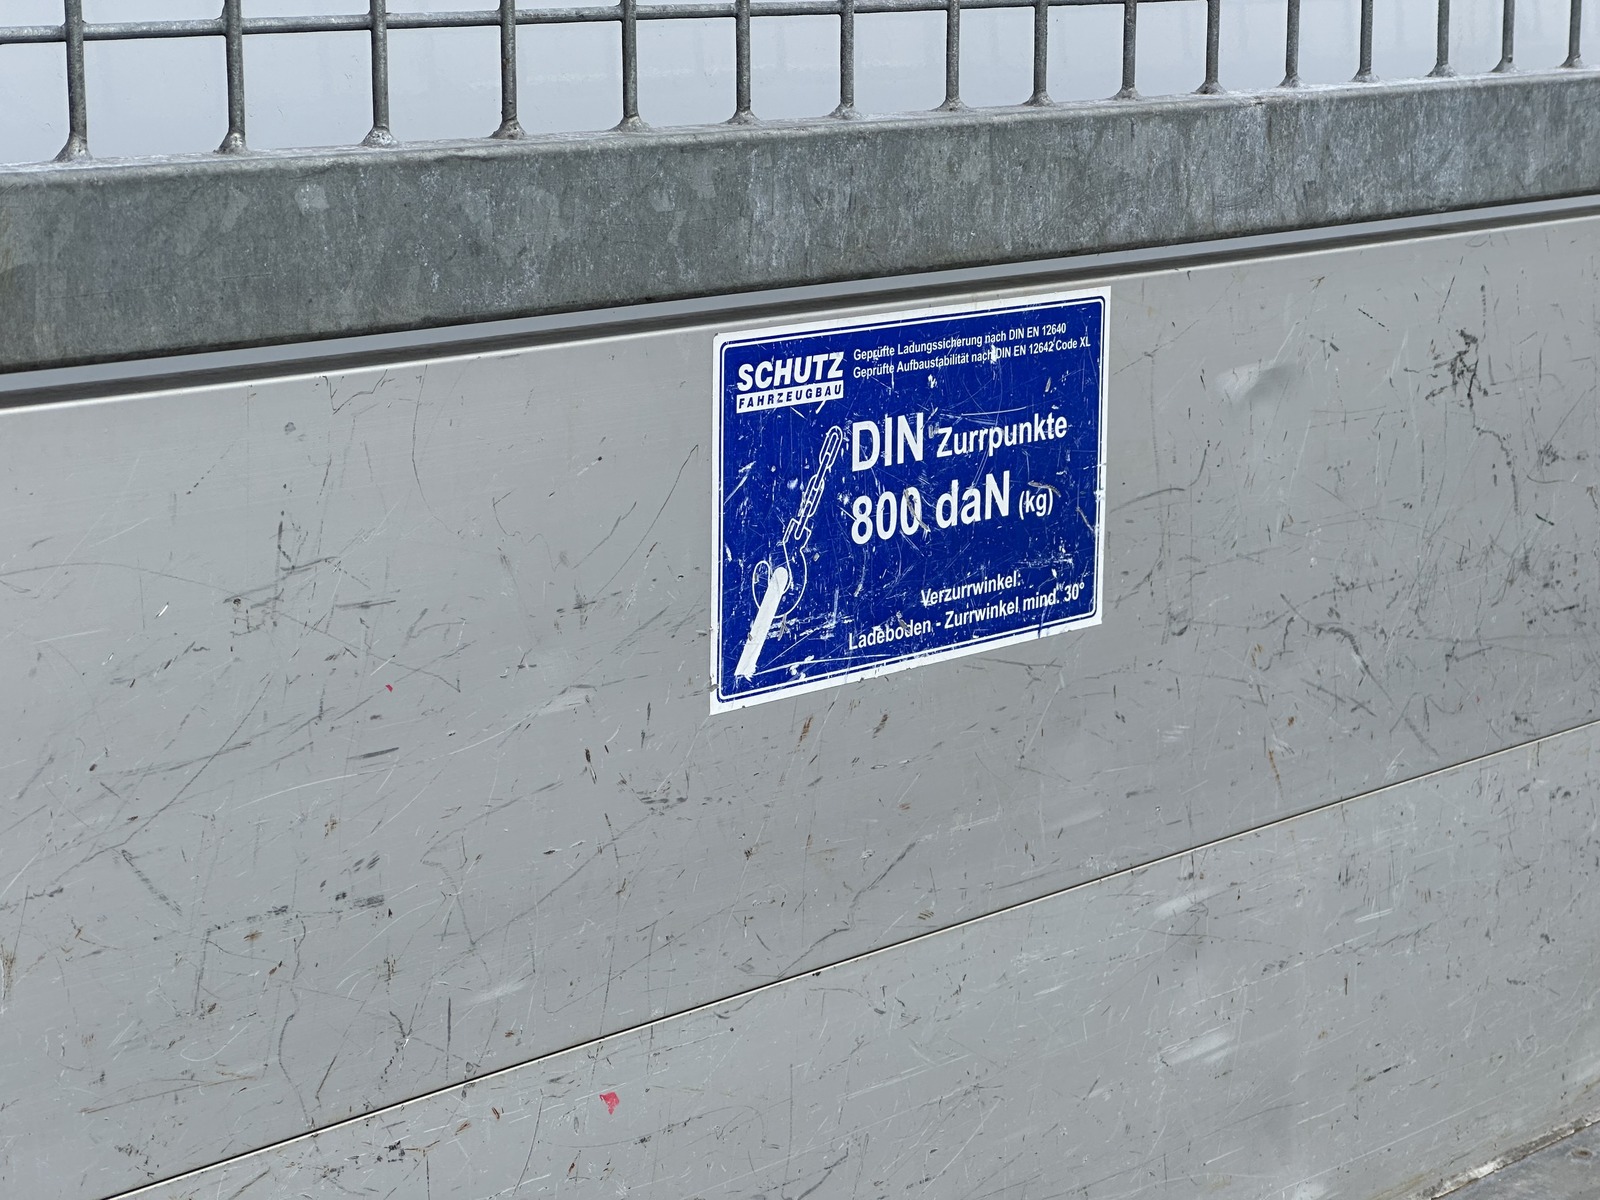 SCHUTZ
FAHRZEUGBAU
Geprüfte Ladungssicherung nach DIN EN 12640
Geprüfte Aufbaustabilität nach DIN EN 12642 Code XL
DIN Zurrpunkte
800 daN (kg)
Verzurrwinkel:
Ladeboden - Zurrwinkel mind. 30°